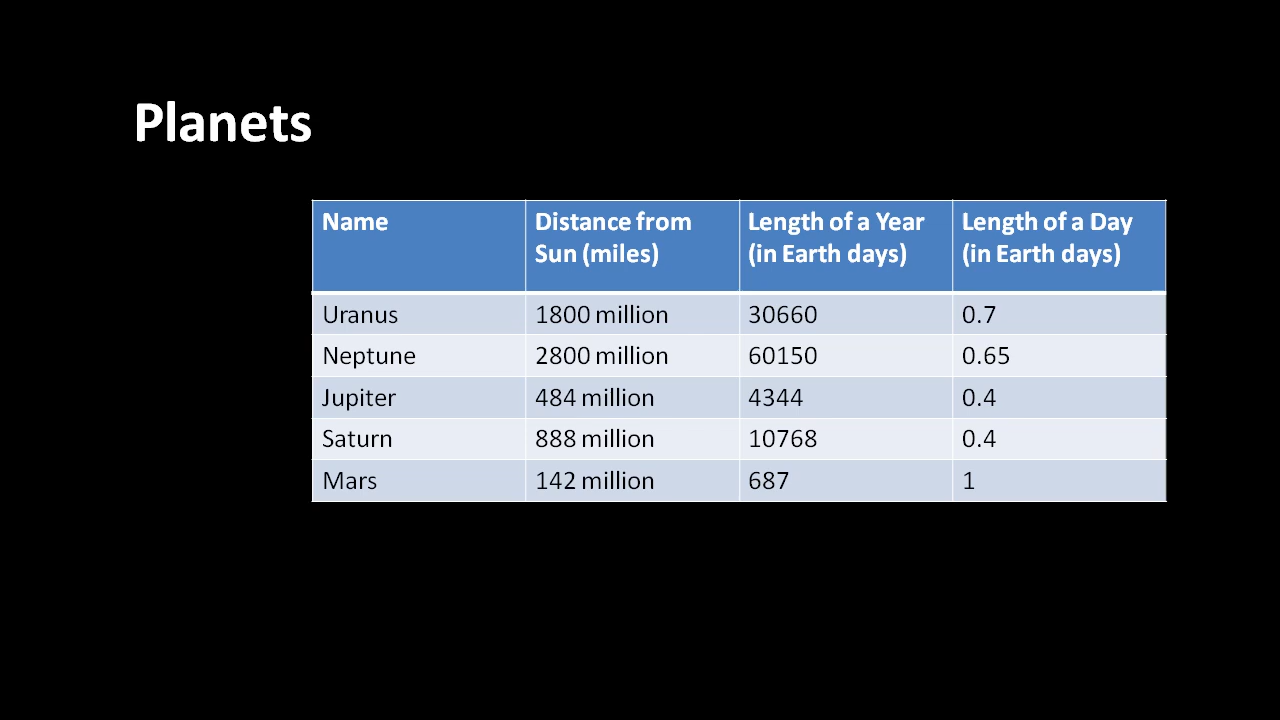 Planets
Name Distance from Sun (miles) Length of a Year (in Earth days) Length of a Day (in Earth days)
Uranus 1800 million 30660 0.7
Neptune 2800 million 60150 0.65
Jupiter 484 million 4344 0.4
Saturn 888 million 10768 0.4
Mars 142 million 687 1